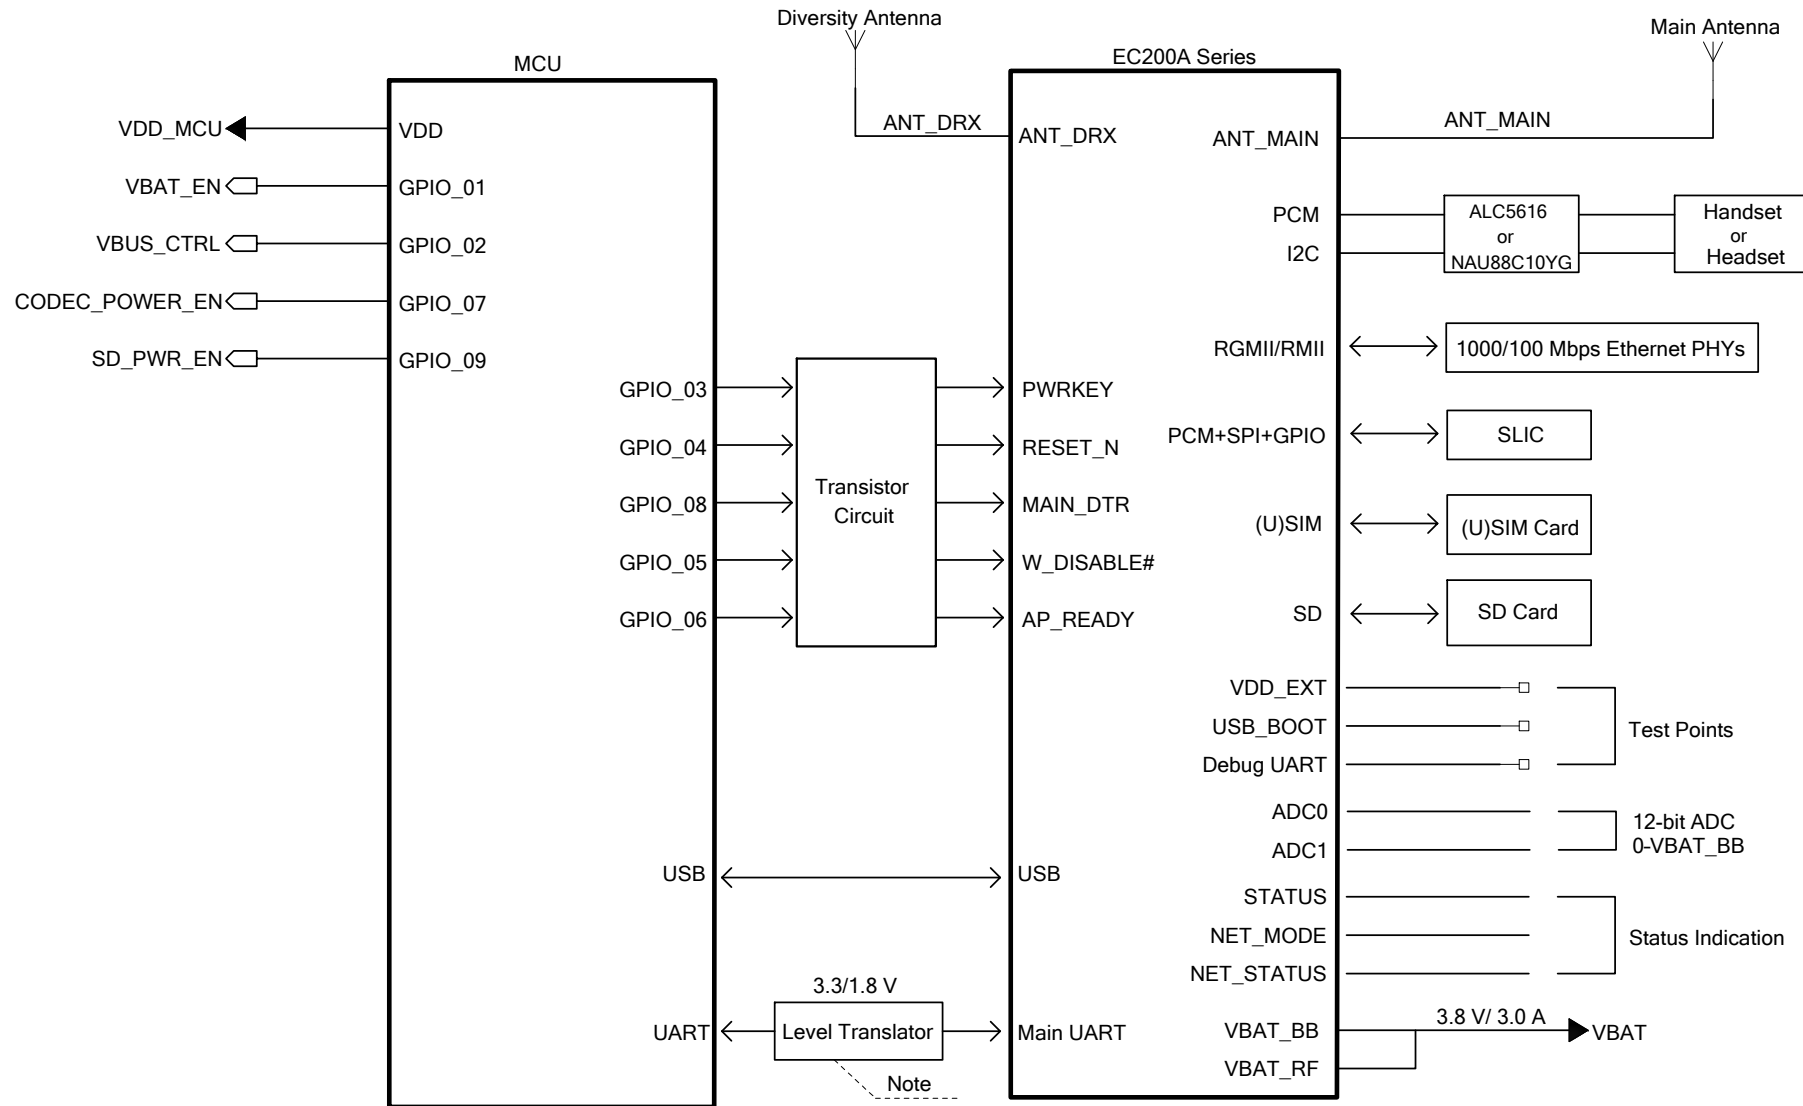 Diversity Antenna
Main Antenna
MCU
EC200A Series
VDD_MCU
VDD
VBAT_EN
GPIO_01
VBUS_CTRL
GPIO_02
CODEC_POWER_EN
GPIO_07
SD_PWR_EN
GPIO_09
GPIO_03
GPIO_04
GPIO_08
GPIO_05
GPIO_06
Transistor
Circuit
ANT_DRX
ANT_DRX
PWRKEY
RESET_N
MAIN_DTR
W_DISABLE#
AP_READY
USB
USB
3.3/1.8 V
UART
Level Translator
Main UART
Note
ANT_MAIN
ANT_MAIN
PCM
I2C
ALC5616
or
NAU88C10YG
Handset
or
Headset
RGMII/RMII
1000/100 Mbps Ethernet PHYs
PCM+SPI+GPIO
SLIC
(U)SIM
(U)SIM Card
SD
SD Card
VDD_EXT
USB_BOOT
Debug UART
Test Points
ADC0
ADC1
12-bit ADC
0-VBAT_BB
STATUS
NET_MODE
NET_STATUS
Status Indication
VBAT_BB
VBAT_RF
3.8 V/ 3.0 A
VBAT